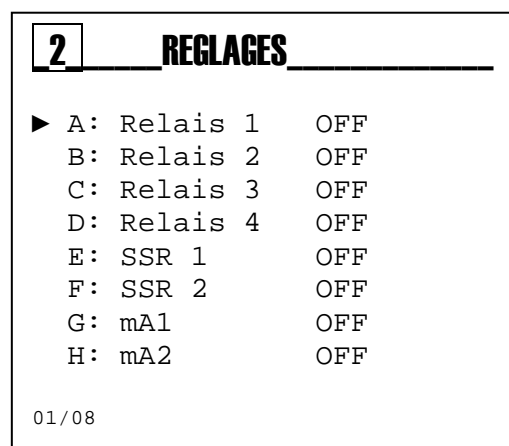 2 REGLAGES
► A: Relais 1 OFF
B: Relais 2 OFF
C: Relais 3 OFF
D: Relais 4 OFF
E: SSR 1 OFF
F: SSR 2 OFF
G: mA1 OFF
H: mA2 OFF
01/08